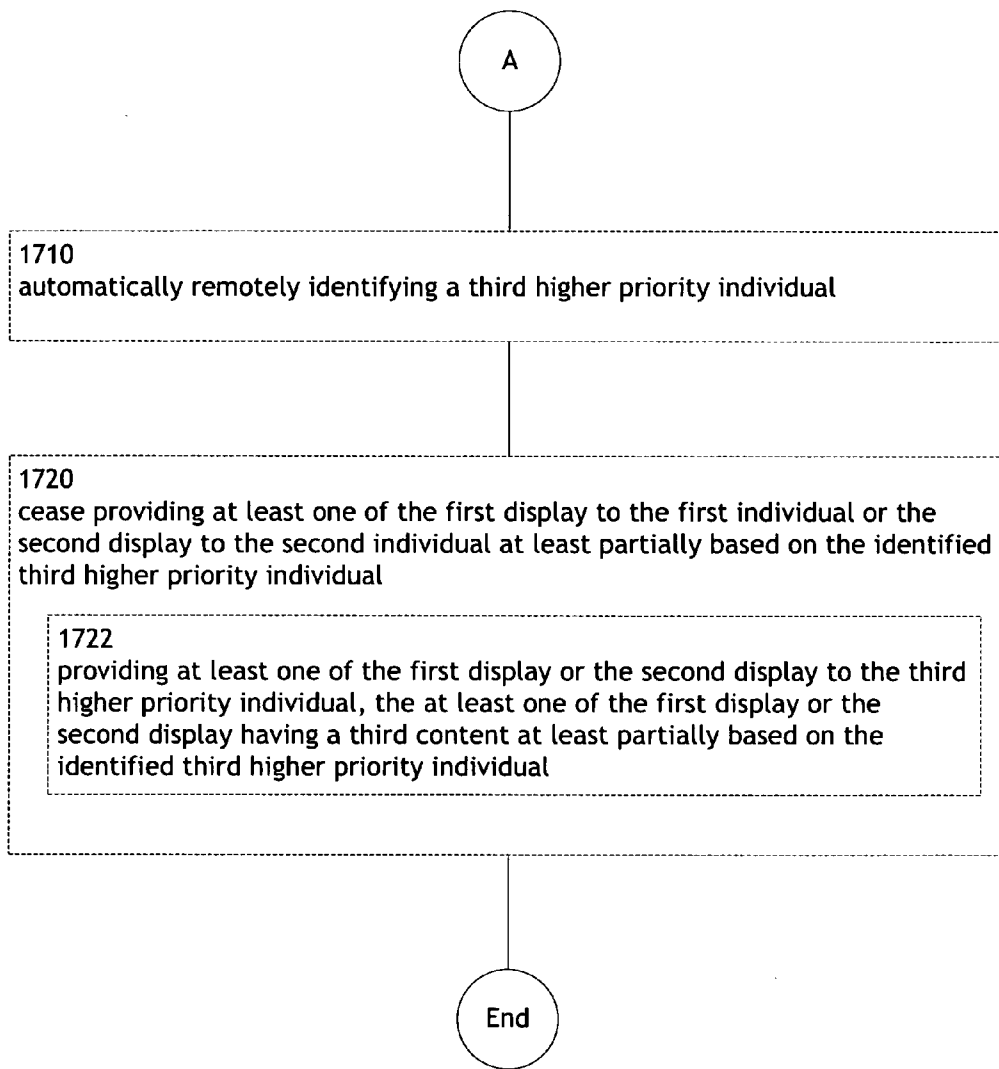 A
1710
automatically remotely identifying a third higher priority individual
1720
cease providing at least one of the first display to the first individual or the
second display to the second individual at least partially based on the identified
third higher priority individual
1722
providing at least one of the first display or the second display to the third
higher priority individual, the at least one of the first display or the
second display having a third content at least partially based on the
identified third higher priority individual
End